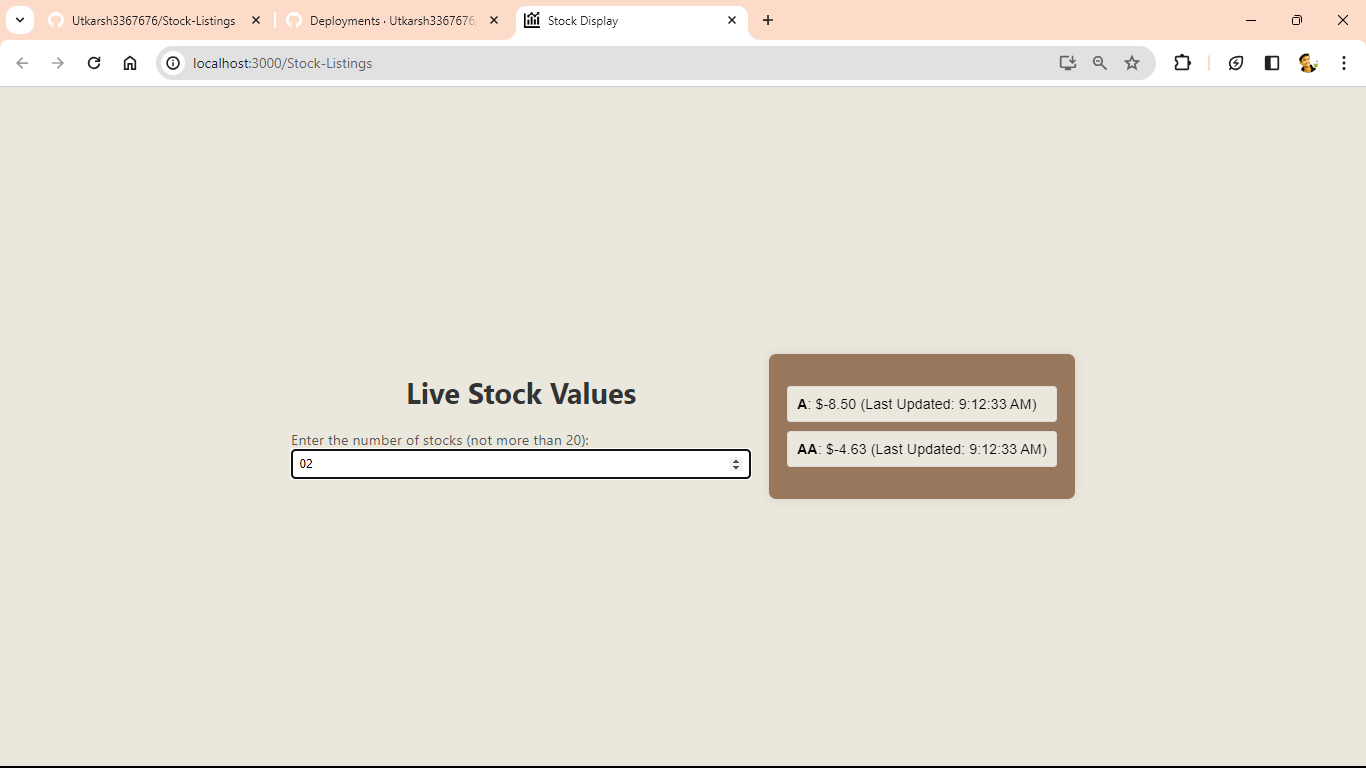 Utkarsh3367676/Stock-Listings
Deployments · Utkarsh3367676
Stock Display
localhost:3000/Stock-Listings
Live Stock Values
Enter the number of stocks (not more than 20):
02
A: $-8.50 (Last Updated: 9:12:33 AM)
AA: $-4.63 (Last Updated: 9:12:33 AM)